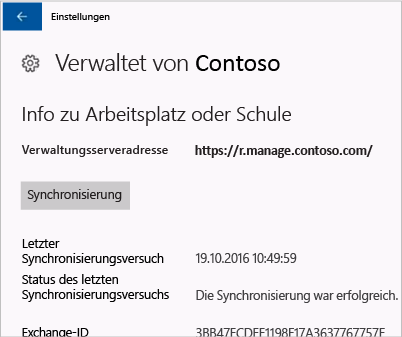 Einstellungen
Verwaltet von Contoso
Info zu Arbeitsplatz oder Schule
Verwaltungsserveradresse https://r.manage.contoso.com/
Synchronisierung
Letzter
Synchronisierungsversuch 19.10.2016 10:49:59
Status des letzten
Synchronisierungsversuchs Die Synchronisierung war erfolgreich.
Exchange-ID